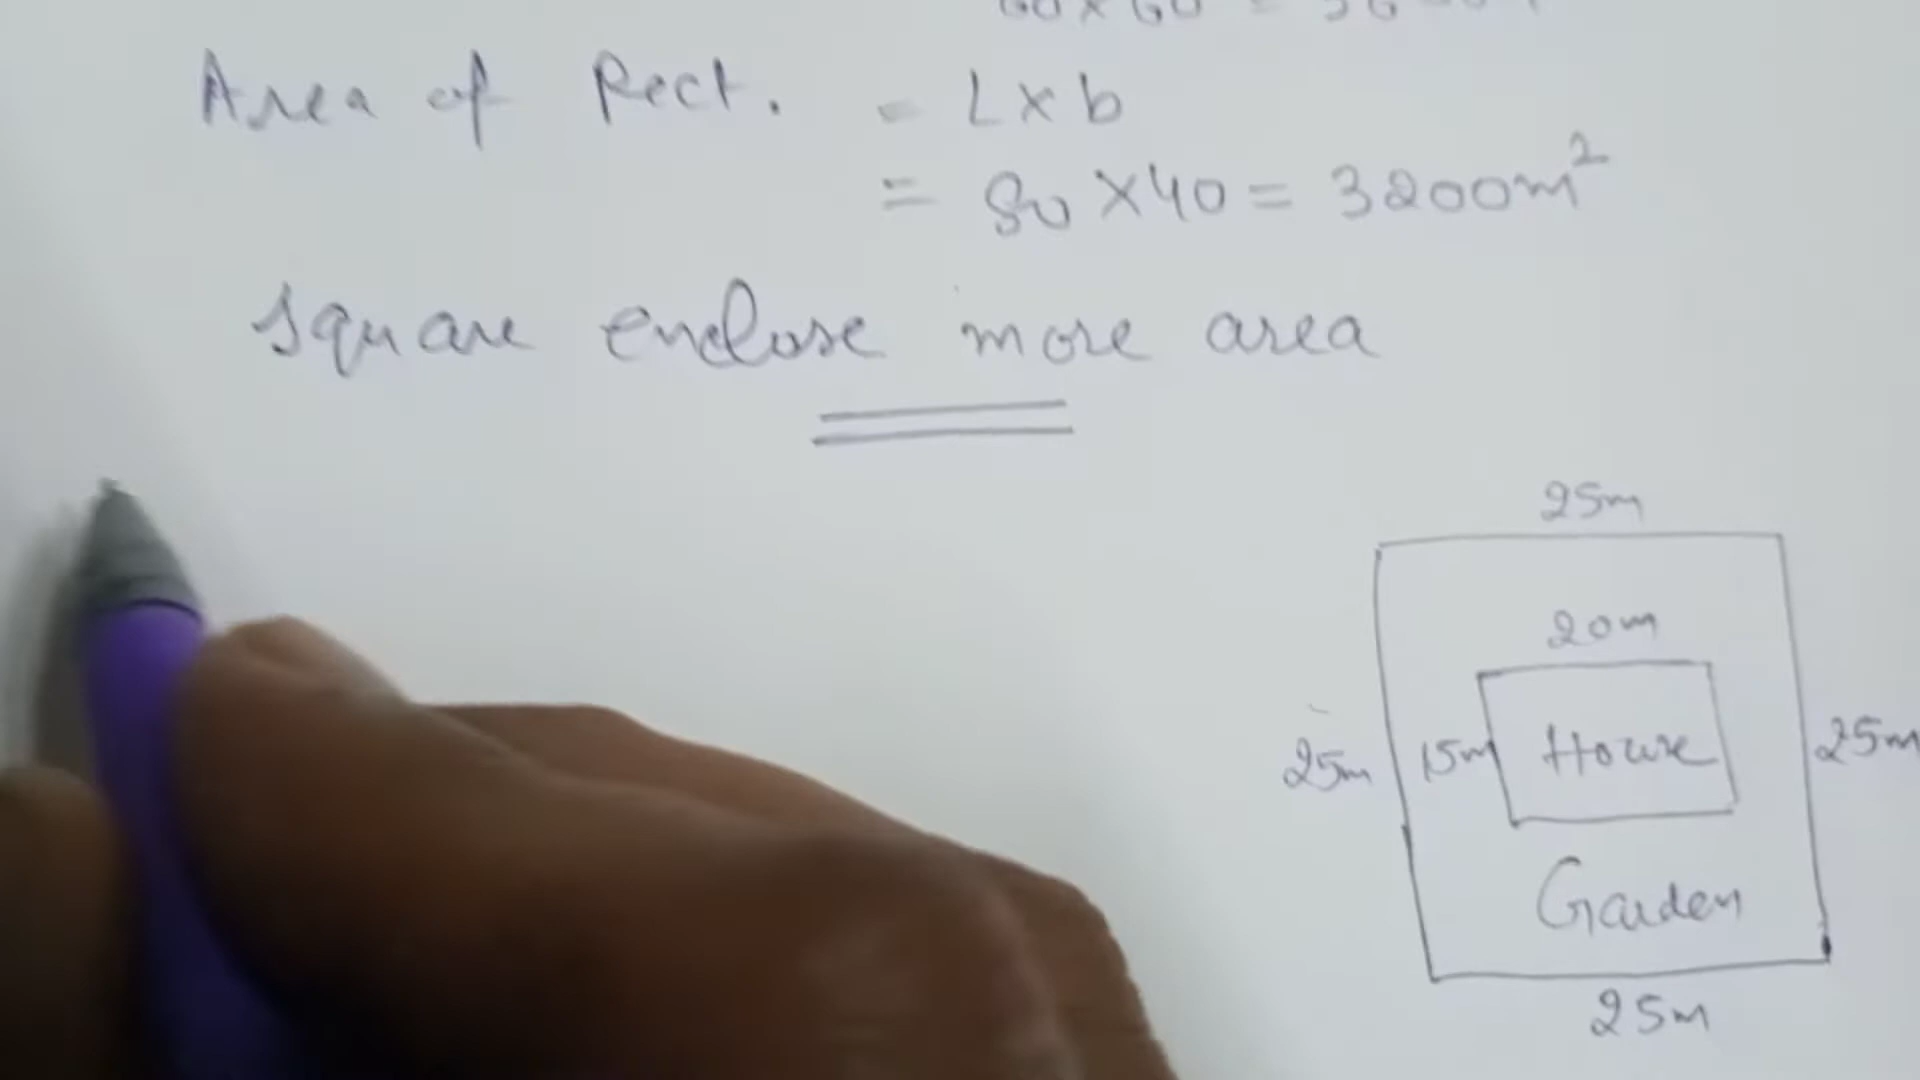 Area of Rect. = L x b
= 80 x 40 = 3200m²
Square enclose more area
25m
20m
25m 15m House 25m
Garden
25m